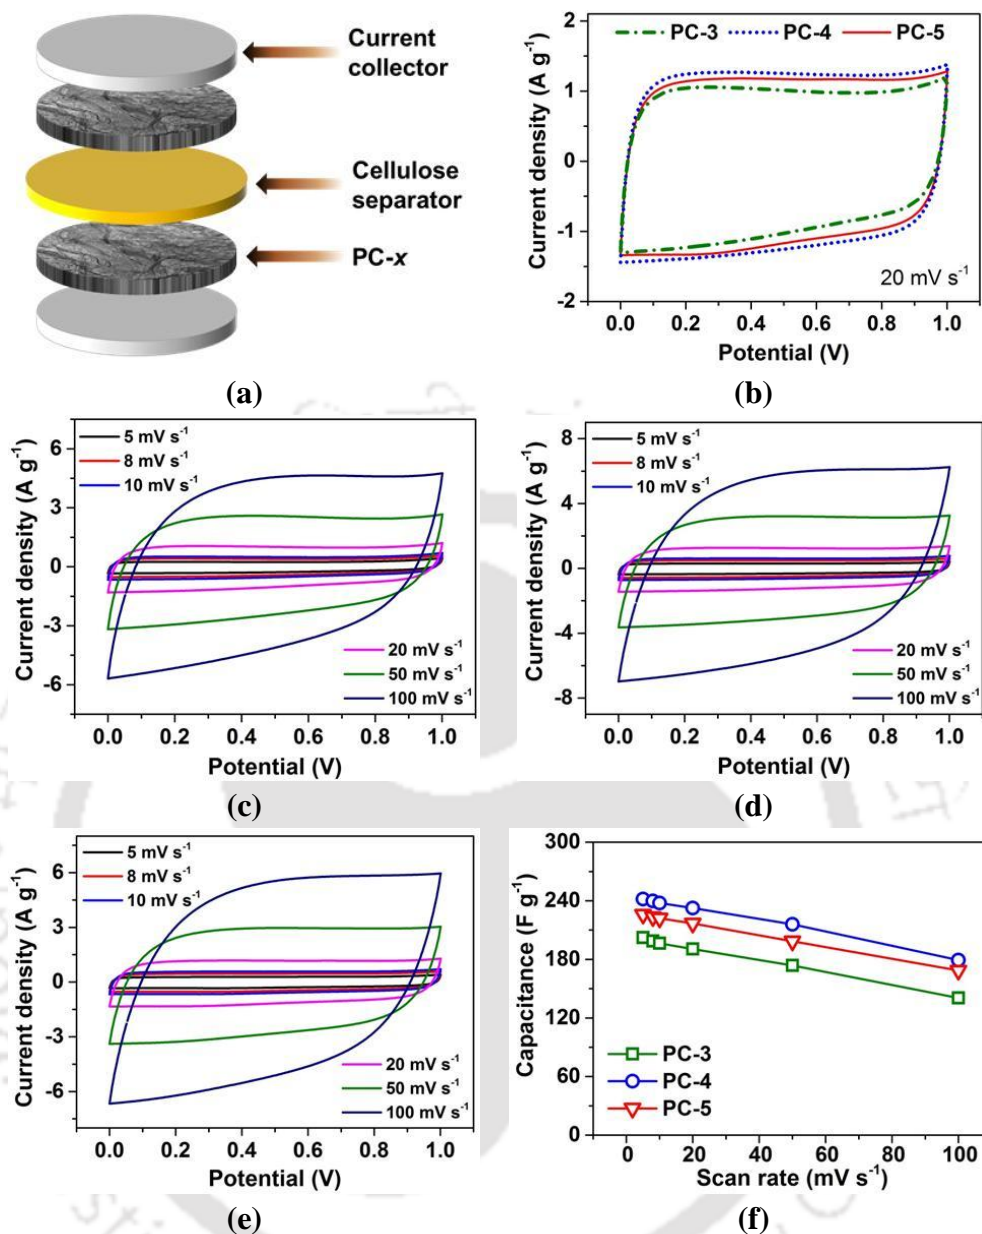 Current
collector
Cellulose
separator
PC-x
(a)
PC-3 PC-4 PC-5
Current density (A g⁻¹)
2
1
0
-1
-2
20 mV s⁻¹
0.0 0.2 0.4 0.6 0.8 1.0
Potential (V)
(b)
Current density (A g⁻¹)
6
3
0
-3
-6
5 mV s⁻¹
8 mV s⁻¹
10 mV s⁻¹
20 mV s⁻¹
50 mV s⁻¹
100 mV s⁻¹
0.0 0.2 0.4 0.6 0.8 1.0
Potential (V)
(c)
Current density (A g⁻¹)
8
4
0
-4
-8
5 mV s⁻¹
8 mV s⁻¹
10 mV s⁻¹
20 mV s⁻¹
50 mV s⁻¹
100 mV s⁻¹
0.0 0.2 0.4 0.6 0.8 1.0
Potential (V)
(d)
Current density (A g⁻¹)
6
3
0
-3
-6
5 mV s⁻¹
8 mV s⁻¹
10 mV s⁻¹
20 mV s⁻¹
50 mV s⁻¹
100 mV s⁻¹
0.0 0.2 0.4 0.6 0.8 1.0
Potential (V)
(e)
Capacitance (F g⁻¹)
300
240
180
120
60
0
PC-3
PC-4
PC-5
0 20 40 60 80 100
Scan rate (mV s⁻¹)
(f)